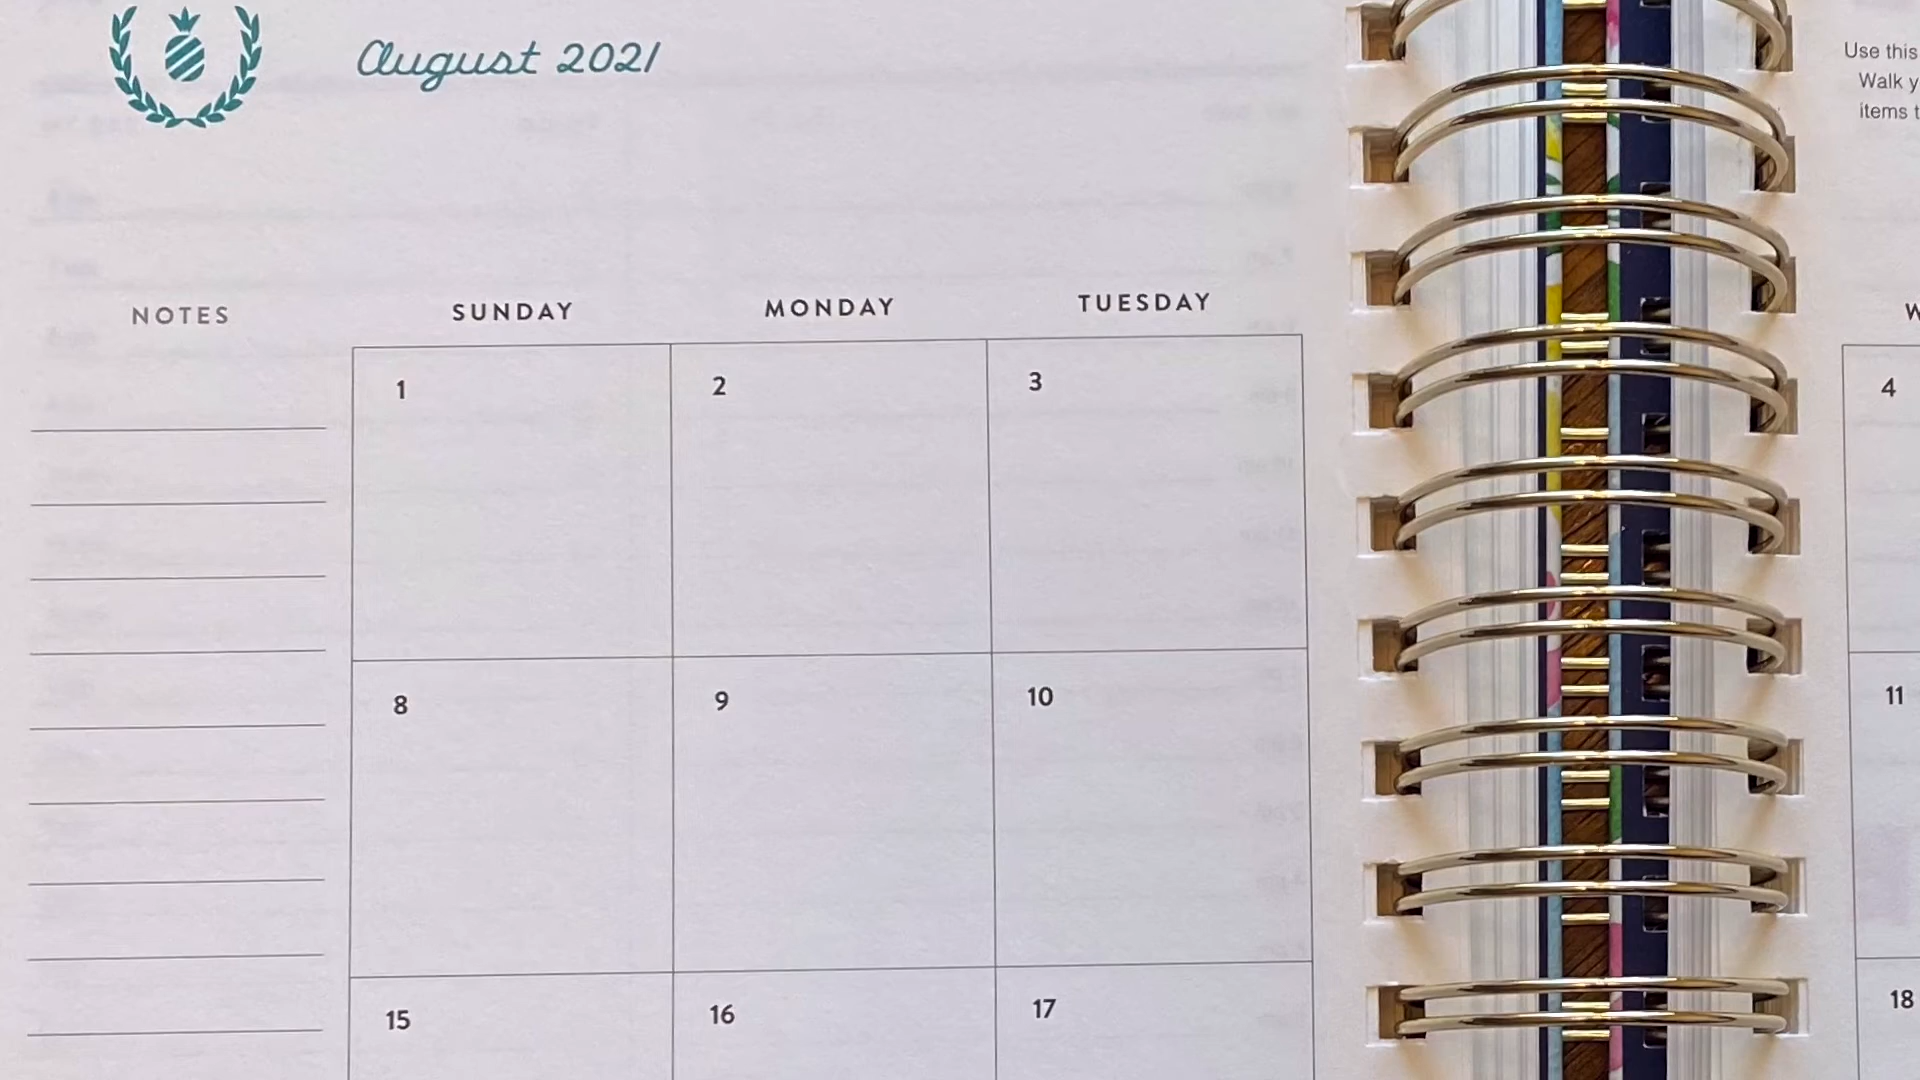 August 2021
Use this
Walk y
items t
NOTES SUNDAY MONDAY TUESDAY W
1 2 3 4
8 9 10 11
15 16 17 18